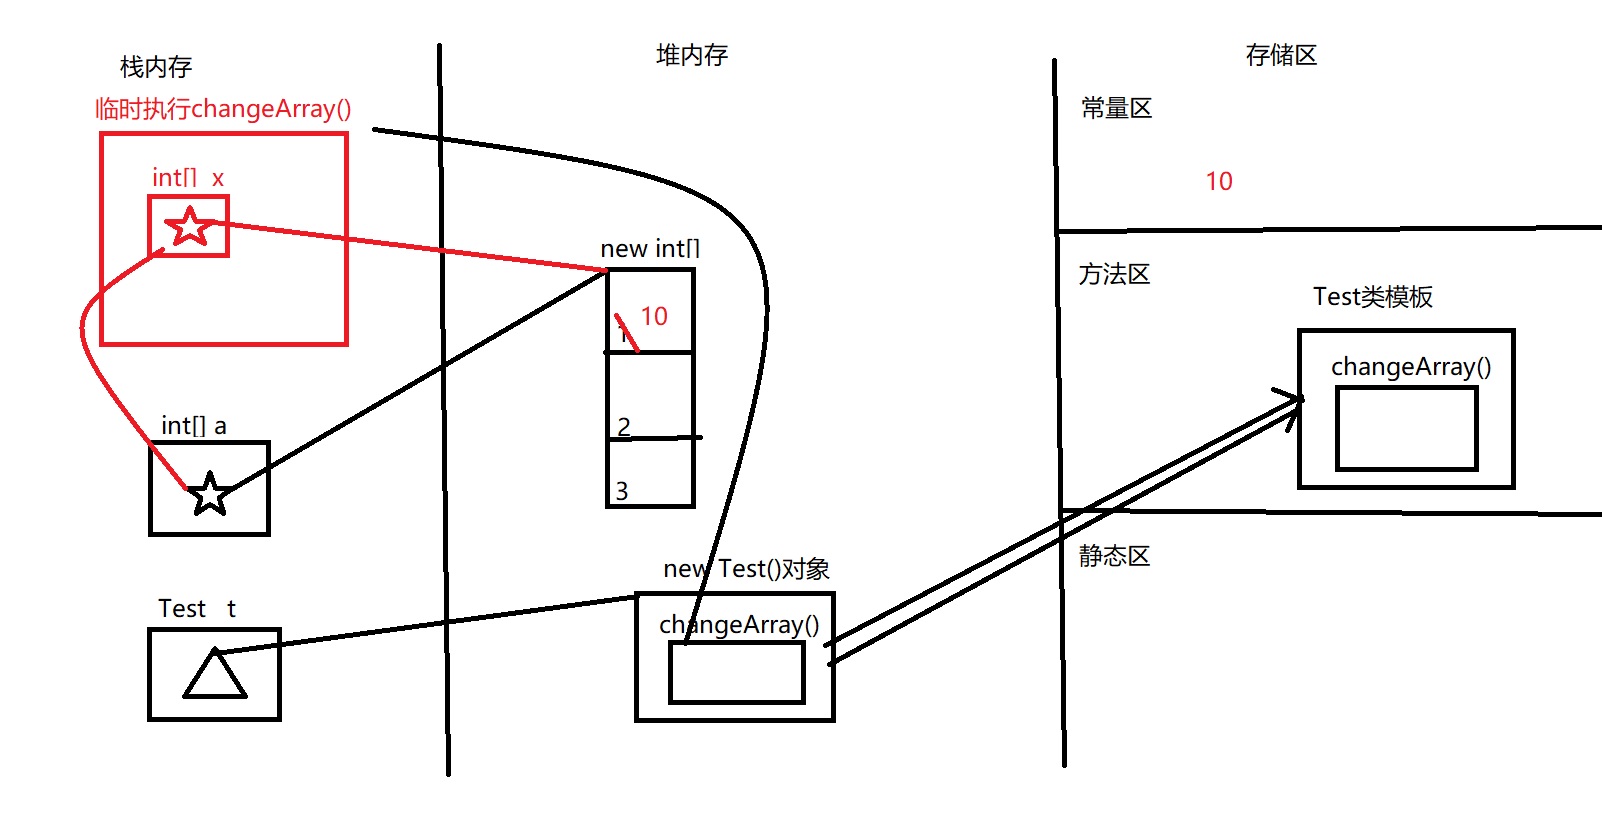 栈内存
堆内存
存储区
临时执行changeArray()
常量区
int[] x
10
new int[]
方法区
Test类模板
10
1
changeArray()
int[] a
2
3
静态区
new Test()对象
Test t
changeArray()